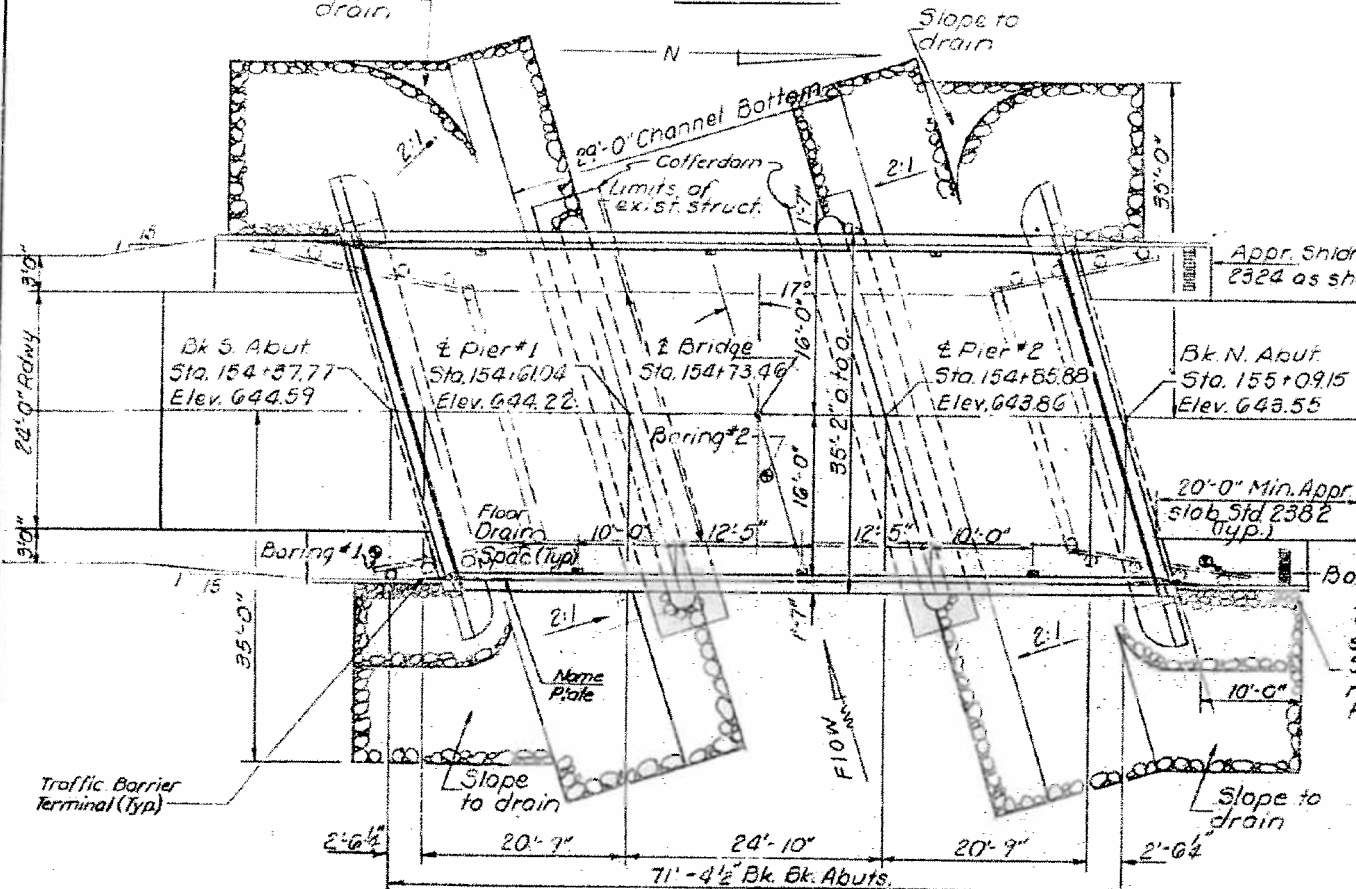 drain
Slope to
drain
N
29'-0" Channel Bottom
2:1
Cofferdam
Limits of
exist. struct.
2:1
1'-7"
35'-0"
1
15
3'0"
Appr. Shldr
2324 as sh
17°
24'-0" Rdwy
16'-0"
35'-2" o. to o.
Bk S. Abut.
Sta. 154+37.77
Elev. 644.59
℄ Pier #1
Sta. 154+61.04
Elev. 644.22
℄ Bridge
Sta. 154+73.46
℄ Pier #2
Sta. 154+85.88
Elev. 643.86
Bk. N. Abut.
Sta. 155+09.15
Elev. 643.55
Boring #2
16'-0"
20'-0" Min. Appr.
slab Std 2382
(Typ.)
3'0"
Floor
Drain
Spac (Typ)
10'-0"
12'-5"
12'-5"
10'-0"
Boring #1
Bo
1
15
35'-0"
2:1
1'-7"
2:1
Name
Plate
10'-0"
FLOW
Traffic Barrier
Terminal (Typ)
Slope
to drain
Slope to
drain
2'-6½"
20'-9"
24'-10"
20'-9"
2'-6¼"
71'-4½" Bk. Bk. Abuts.